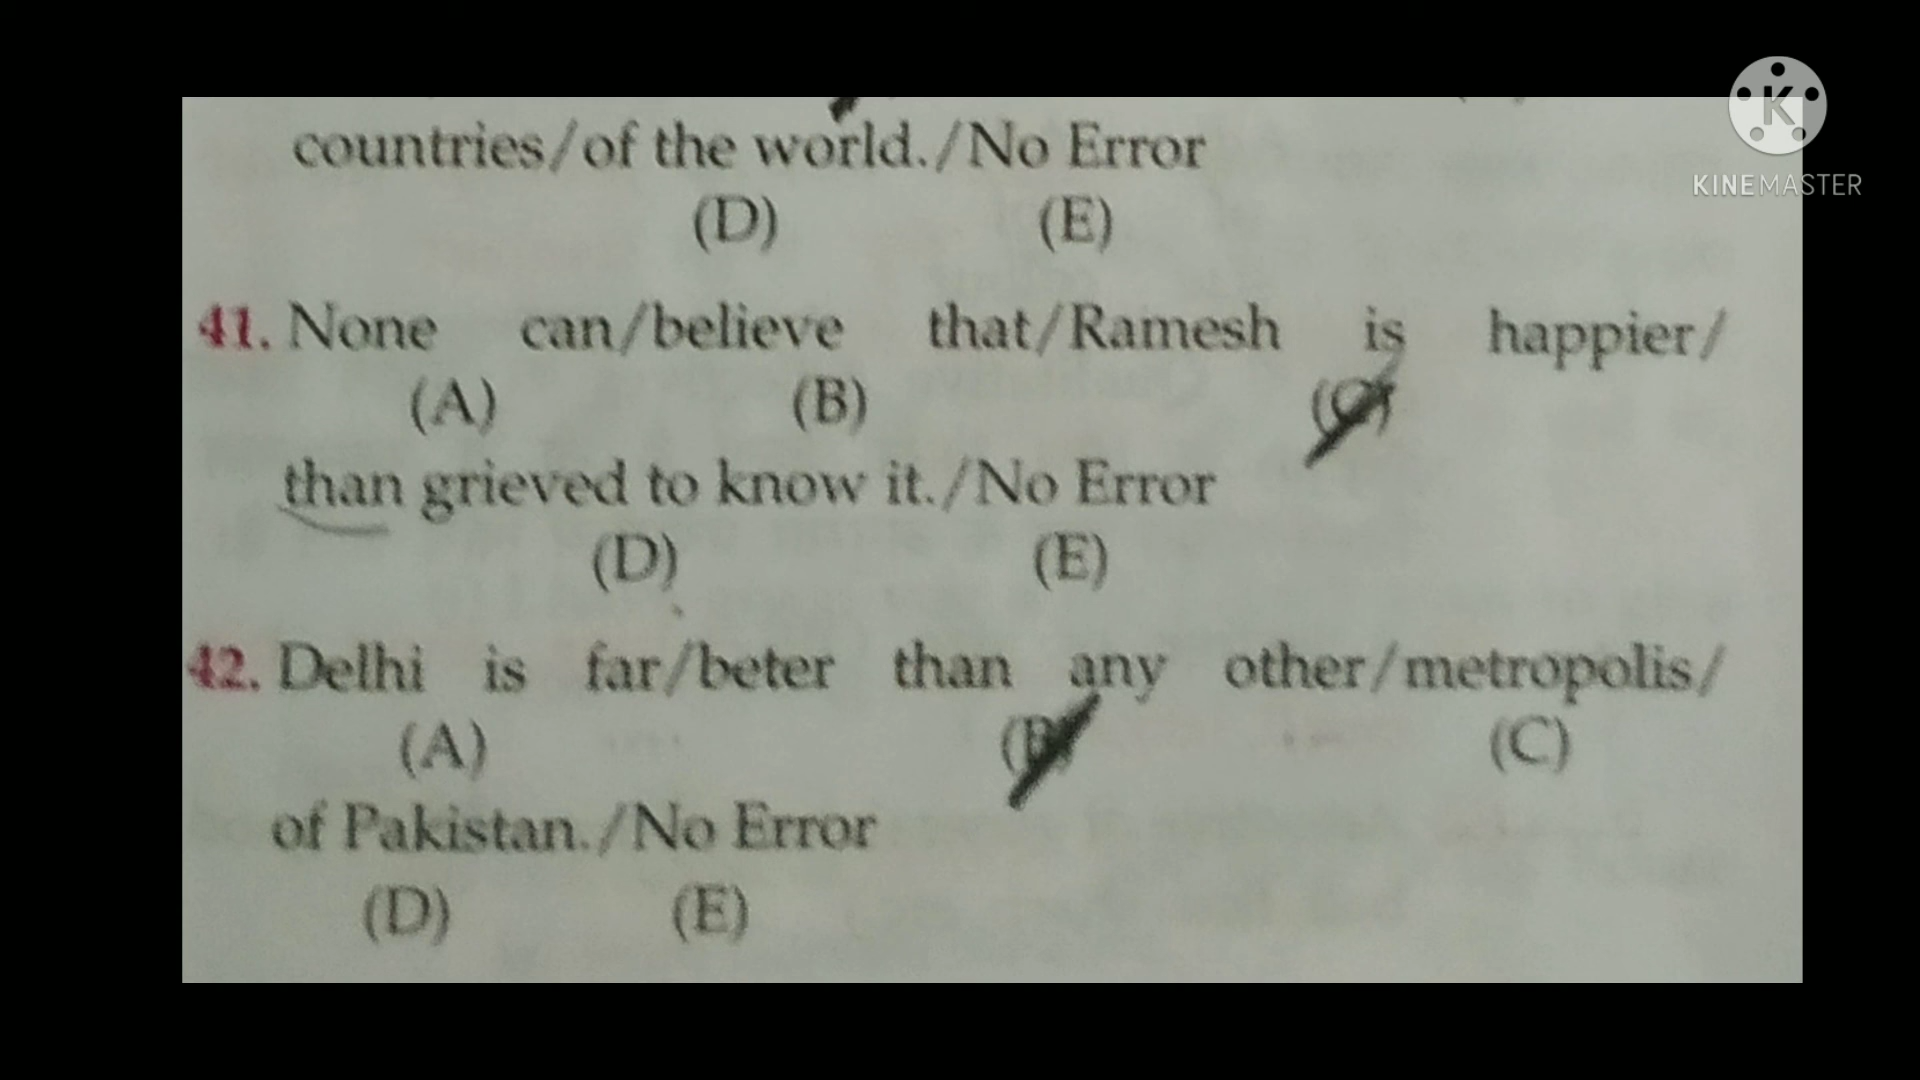 countries/of the world./No Error
(D) (E)
41. None can/believe that/Ramesh is happier/
(A) (B) (C)
than grieved to know it./No Error
(D) (E)
42. Delhi is far/beter than any other/metropolis/
(A) (B) (C)
of Pakistan./No Error
(D) (E)
K
KINEMASTER